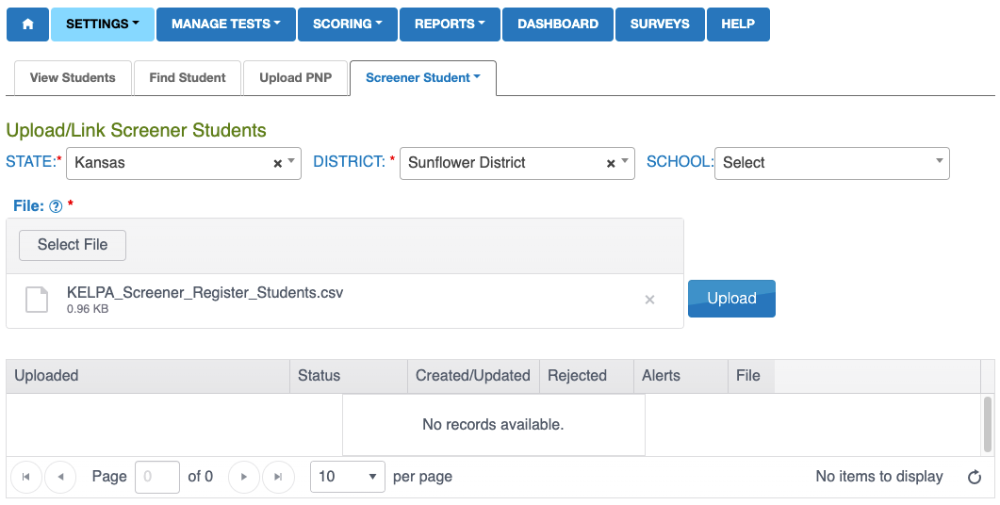 SETTINGS MANAGE TESTS SCORING REPORTS DASHBOARD SURVEYS HELP
View Students Find Student Upload PNP Screener Student
Upload/Link Screener Students
STATE:* Kansas × DISTRICT: * Sunflower District × SCHOOL: Select
File: ? *
Select File
KELPA_Screener_Register_Students.csv
0.96 KB
Upload
Uploaded Status Created/Updated Rejected Alerts File
No records available.
Page 0 of 0 10 per page No items to display